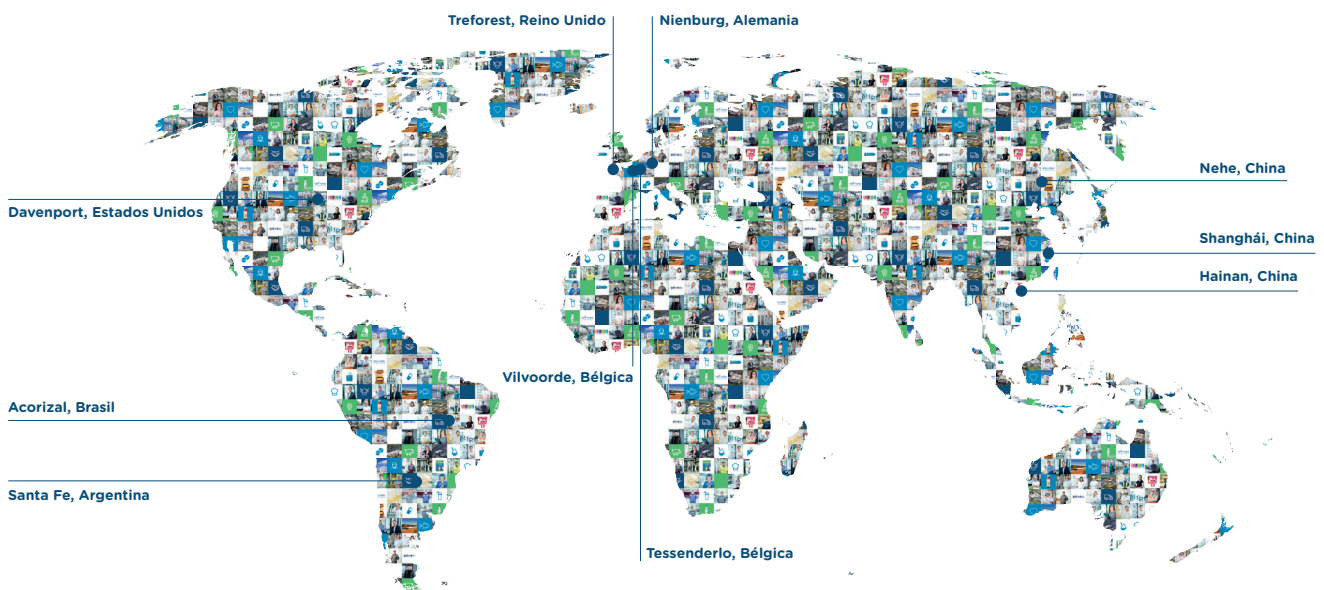 Treforest, Reino Unido
Nienburg, Alemania
Nehe, China
Davenport, Estados Unidos
Shanghái, China
Hainan, China
Vilvoorde, Bélgica
Acorizal, Brasil
Santa Fe, Argentina
Tessenderlo, Bélgica